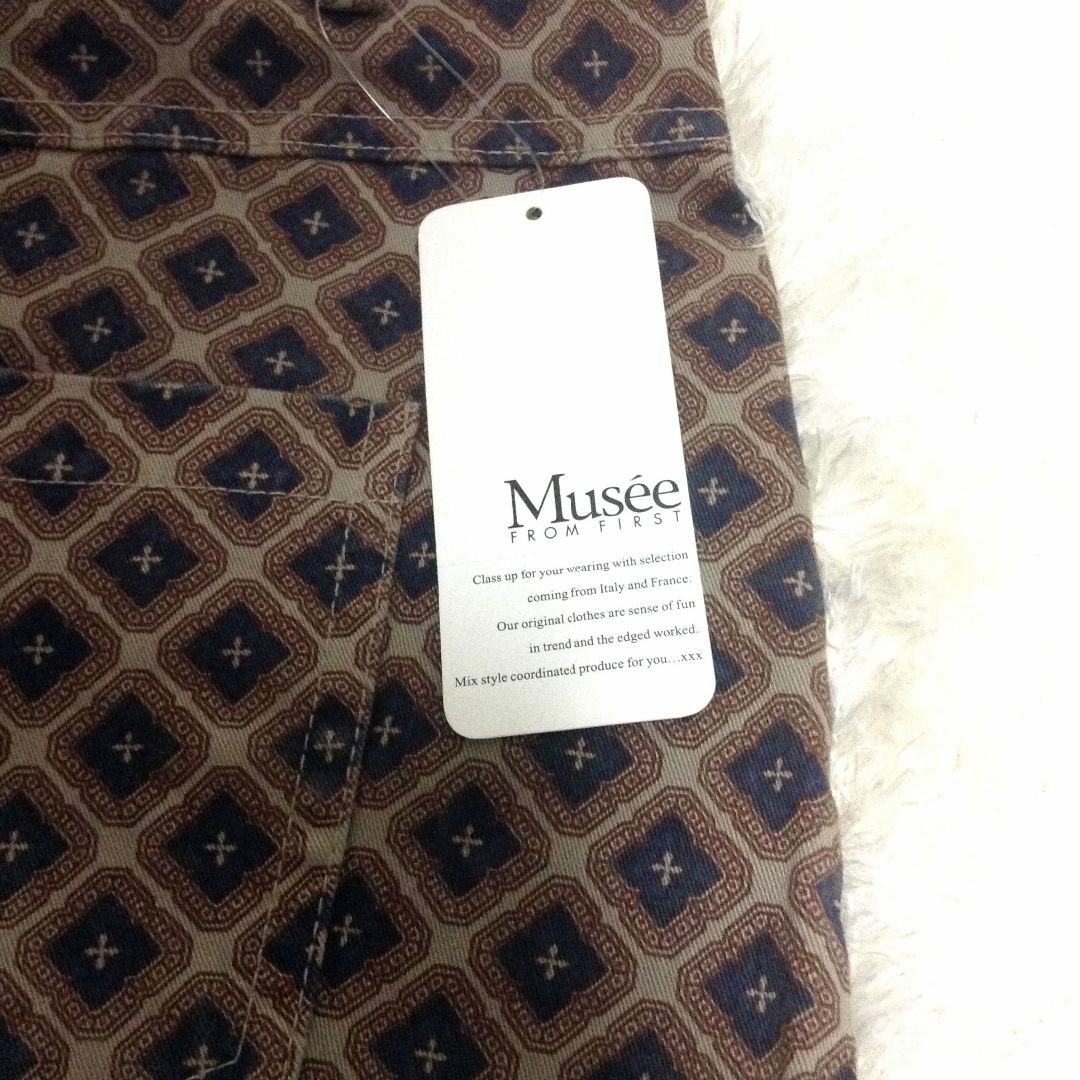 Musée
FROM FIRST
Class up for your wearing with selection
coming from Italy and France.
Our original clothes are sense of fun
in trend and the edged worked.
Mix style coordinated produce for you...xxx